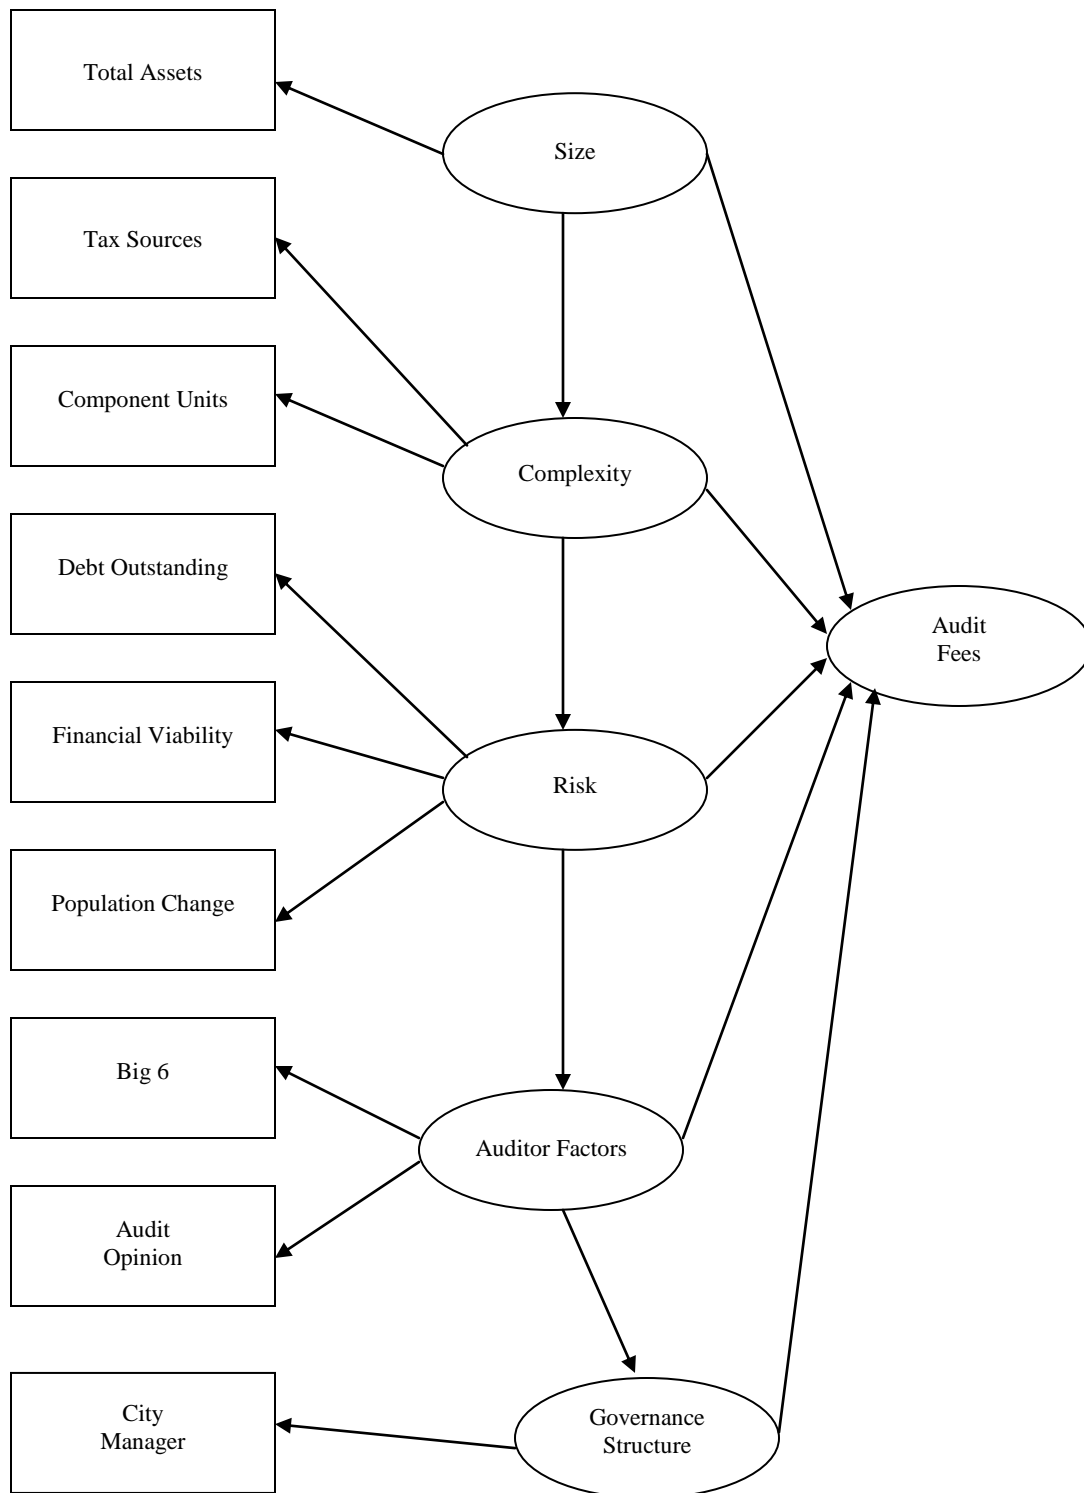 Total Assets
Size
Tax Sources
Component Units
Complexity
Debt Outstanding
Audit
Fees
Financial Viability
Risk
Population Change
Big 6
Auditor Factors
Audit
Opinion
City
Manager
Governance
Structure